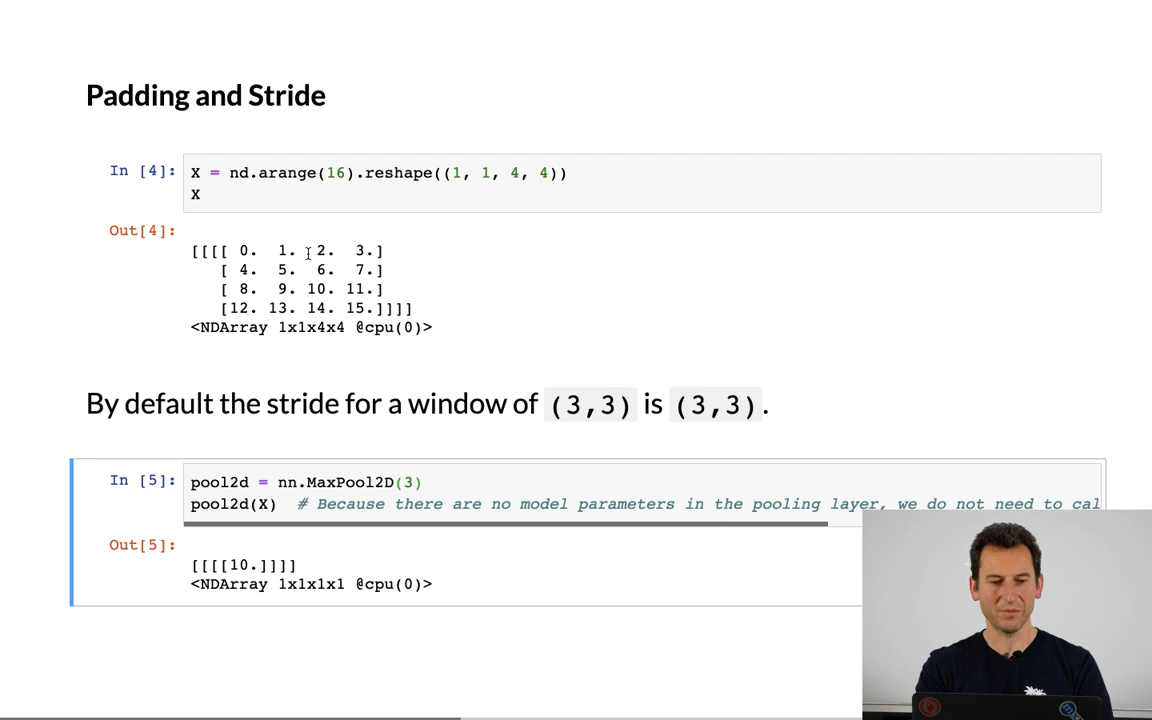 Padding and Stride
In [4]: X = nd.arange(16).reshape((1, 1, 4, 4))
X
Out[4]:
[[[[ 0. 1. 2. 3.]
[ 4. 5. 6. 7.]
[ 8. 9. 10. 11.]
[12. 13. 14. 15.]]]]
<NDArray 1x1x4x4 @cpu(0)>
By default the stride for a window of (3,3) is (3,3).
In [5]: pool2d = nn.MaxPool2D(3)
pool2d(X) # Because there are no model parameters in the pooling layer, we do not need to cal
Out[5]:
[[[[10.]]]]
<NDArray 1x1x1x1 @cpu(0)>